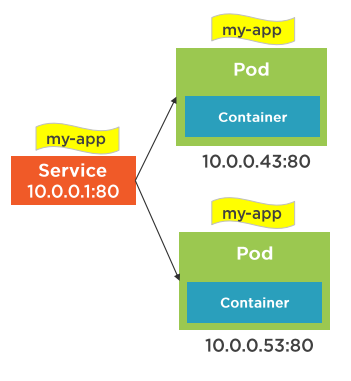 my-app
Pod
Container
10.0.0.43:80
my-app
Service
10.0.0.1:80
my-app
Pod
Container
10.0.0.53:80